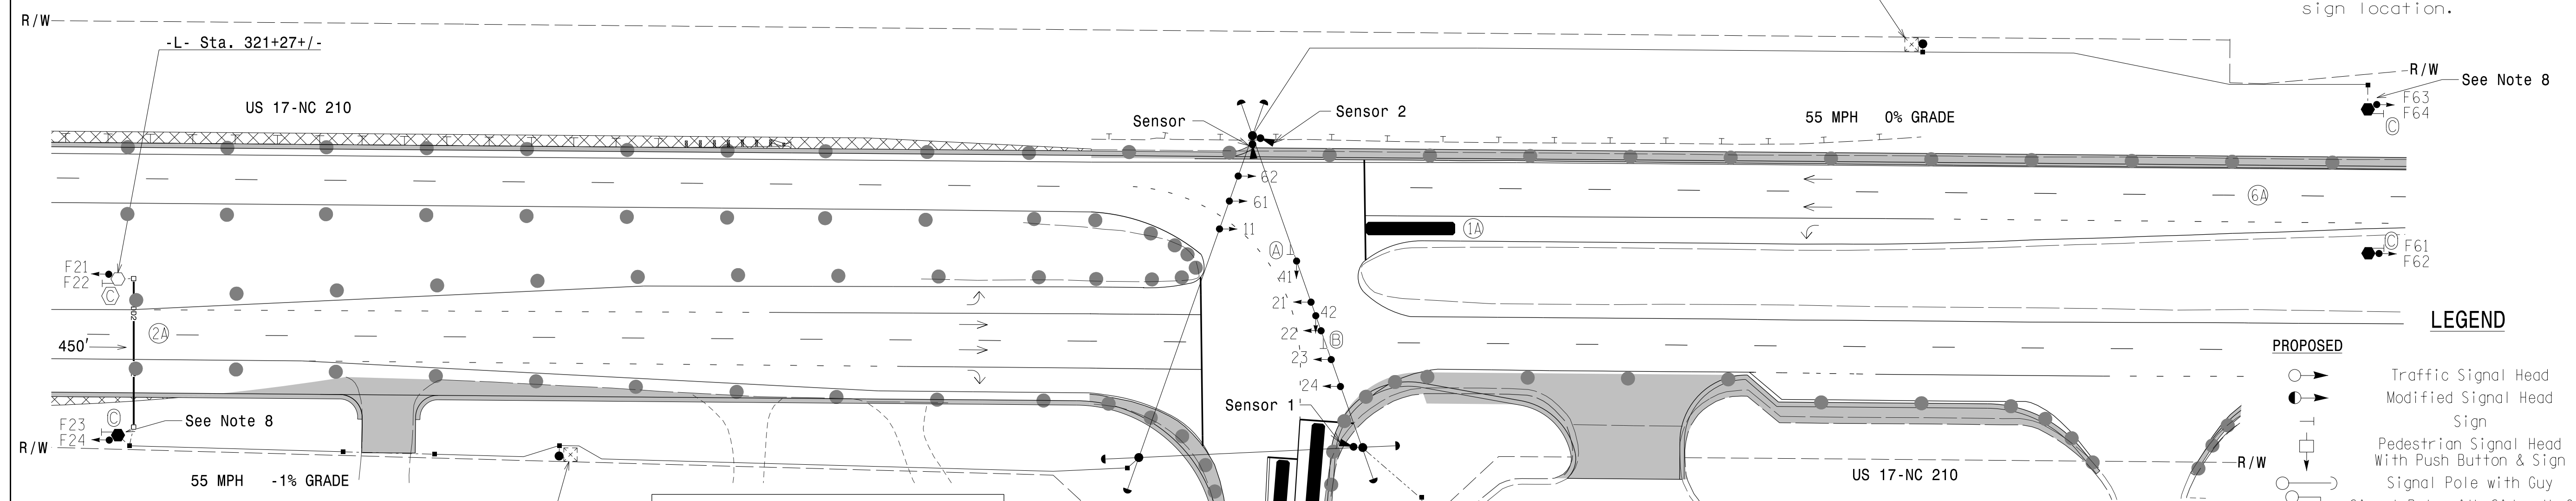 sign location.
R/W
-L- Sta. 321+27+/-
R/W
See Note 8
F63
F64
C
US 17-NC 210
Sensor
Sensor 2
55 MPH 0% GRADE
62
61
11
6A
1A
A
41
21
42
22
B
23
24
C
F61
F62
F21
F22
C
2A
450'
002
LEGEND
PROPOSED
Traffic Signal Head
Modified Signal Head
Sign
Pedestrian Signal Head
With Push Button & Sign
Signal Pole with Guy
C
F23
F24
See Note 8
Sensor 1
R/W
55 MPH -1% GRADE
US 17-NC 210
R/W